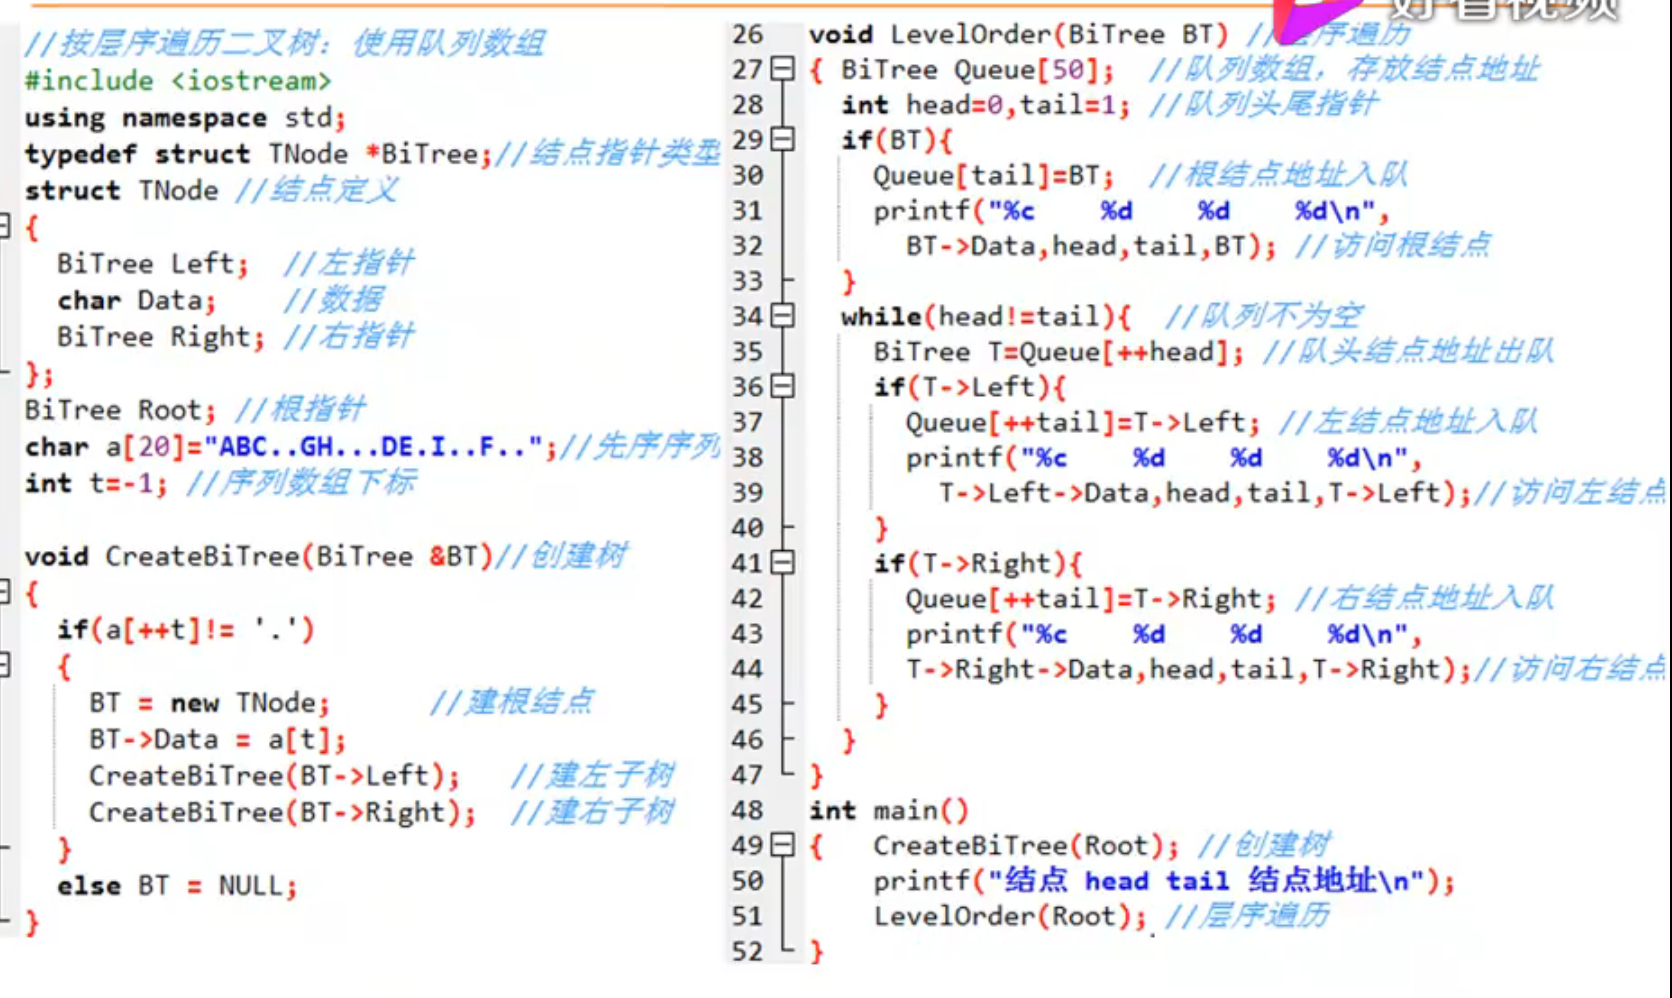 好看视频
//按层序遍历二叉树：使用队列数组
#include <iostream>
using namespace std;
typedef struct TNode *BiTree;//结点指针类型
struct TNode //结点定义
{
BiTree Left; //左指针
char Data; //数据
BiTree Right; //右指针
};
BiTree Root; //根指针
char a[20]="ABC..GH...DE.I..F..";//先序序列
int t=-1; //序列数组下标
void CreateBiTree(BiTree &BT)//创建树
{
if(a[++t]!= '.')
{
BT = new TNode; //建根结点
BT->Data = a[t];
CreateBiTree(BT->Left); //建左子树
CreateBiTree(BT->Right); //建右子树
}
else BT = NULL;
}
26 void LevelOrder(BiTree BT) //层序遍历
27 { BiTree Queue[50]; //队列数组，存放结点地址
28 int head=0,tail=1; //队列头尾指针
29 if(BT){
30 Queue[tail]=BT; //根结点地址入队
31 printf("%c %d %d %d\n",
32 BT->Data,head,tail,BT); //访问根结点
33 }
34 while(head!=tail){ //队列不为空
35 BiTree T=Queue[++head]; //队头结点地址出队
36 if(T->Left){
37 Queue[++tail]=T->Left; //左结点地址入队
38 printf("%c %d %d %d\n",
39 T->Left->Data,head,tail,T->Left);//访问左结点
40 }
41 if(T->Right){
42 Queue[++tail]=T->Right; //右结点地址入队
43 printf("%c %d %d %d\n",
44 T->Right->Data,head,tail,T->Right);//访问右结点
45 }
46 }
47 }
48 int main()
49 { CreateBiTree(Root); //创建树
50 printf("结点 head tail 结点地址\n");
51 LevelOrder(Root); //层序遍历
52 }